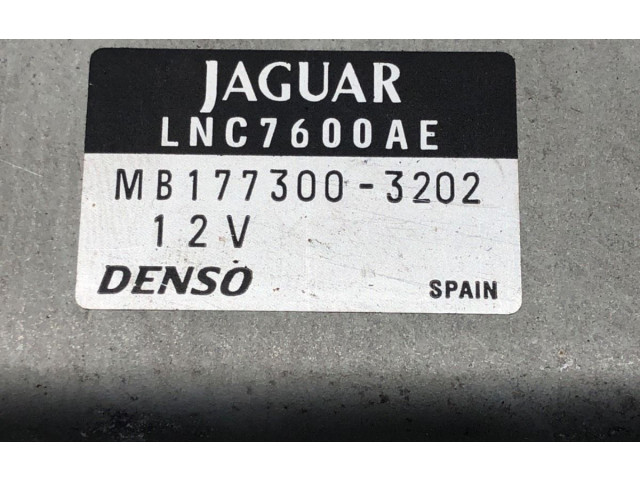 JAGUAR
LNC7600AE
MB177300-3202
12V
DENSO SPAIN